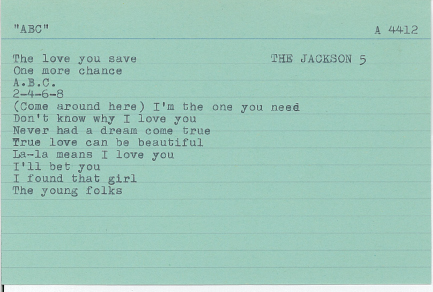 "ABC" A 4412
The love you save THE JACKSON 5
One more chance
A.B.C.
2-4-6-8
(Come around here) I'm the one you need
Don't know why I love you
Never had a dream come true
True love can be beautiful
La-la means I love you
I'll bet you
I found that girl
The young folks